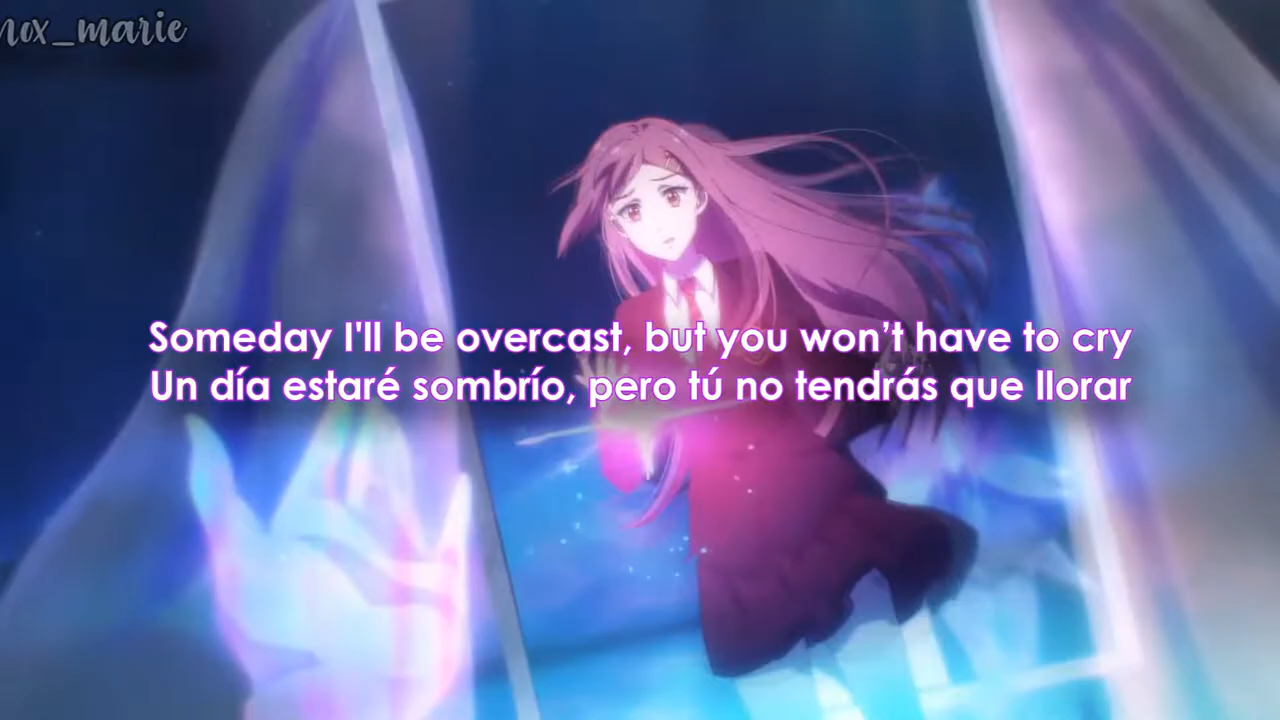 nox_marie
Someday I'll be overcast, but you won’t have to cry
Un día estaré sombrío, pero tú no tendrás que llorar